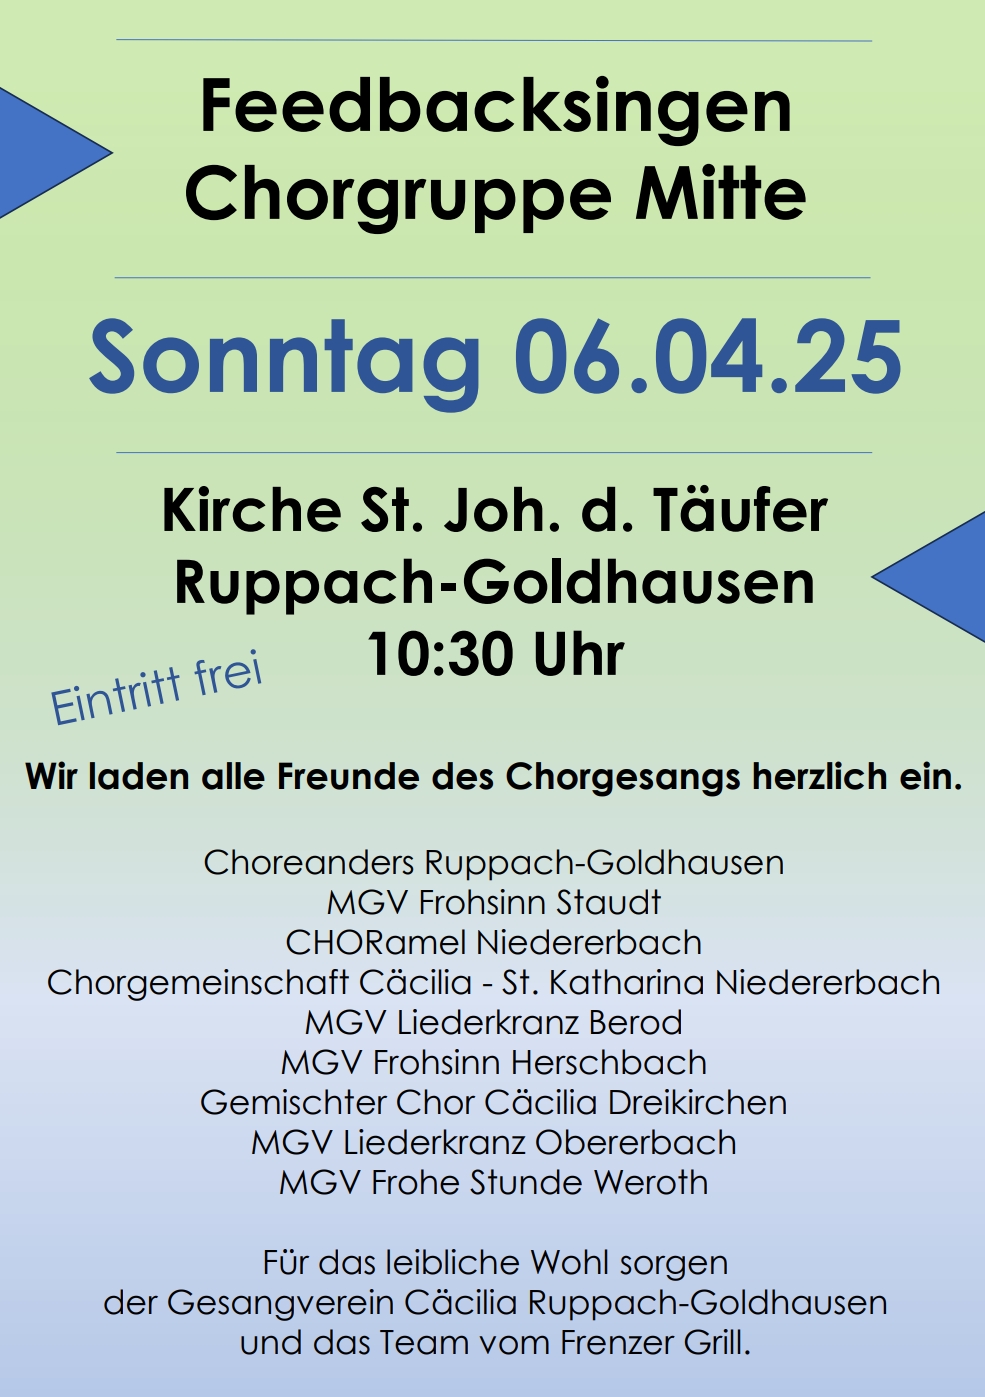 Feedbacksingen
Chorgruppe Mitte
Sonntag 06.04.25
Kirche St. Joh. d. Täufer
Ruppach-Goldhausen
10:30 Uhr
Eintritt frei
Wir laden alle Freunde des Chorgesangs herzlich ein.
Choreanders Ruppach-Goldhausen
MGV Frohsinn Staudt
CHORamel Niedererbach
Chorgemeinschaft Cäcilia - St. Katharina Niedererbach
MGV Liederkranz Berod
MGV Frohsinn Herschbach
Gemischter Chor Cäcilia Dreikirchen
MGV Liederkranz Obererbach
MGV Frohe Stunde Weroth
Für das leibliche Wohl sorgen
der Gesangverein Cäcilia Ruppach-Goldhausen
und das Team vom Frenzer Grill.